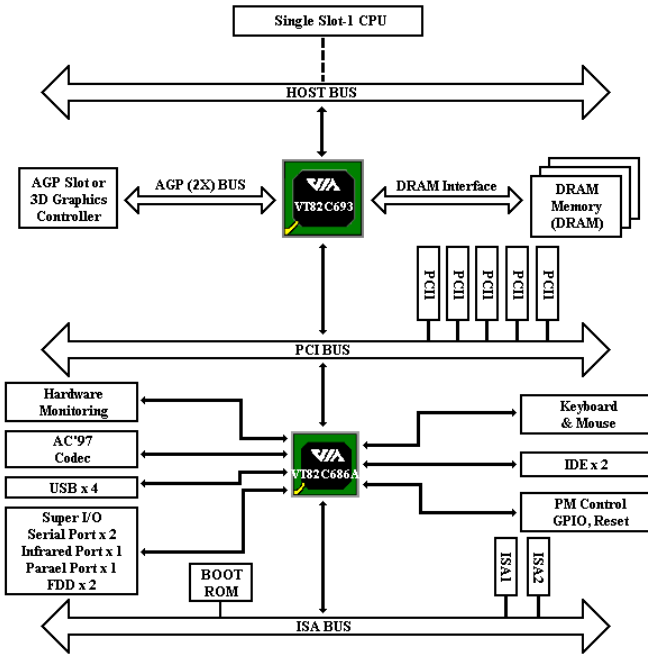 Single Slot-1 CPU
HOST BUS
AGP Slot or
3D Graphics
Controller
AGP (2X) BUS
VIA
VT82C693
DRAM Interface
DRAM
Memory
(DRAM)
PCI1
PCI1
PCI1
PCI1
PCI1
PCI BUS
Hardware
Monitoring
AC'97
Codec
USB x 4
Super I/O
Serial Port x 2
Infrared Port x 1
Parael Port x 1
FDD x 2
VIA
VT82C686A
Keyboard
& Mouse
IDE x 2
PM Control
GPIO, Reset
BOOT
ROM
ISA1
ISA2
ISA BUS